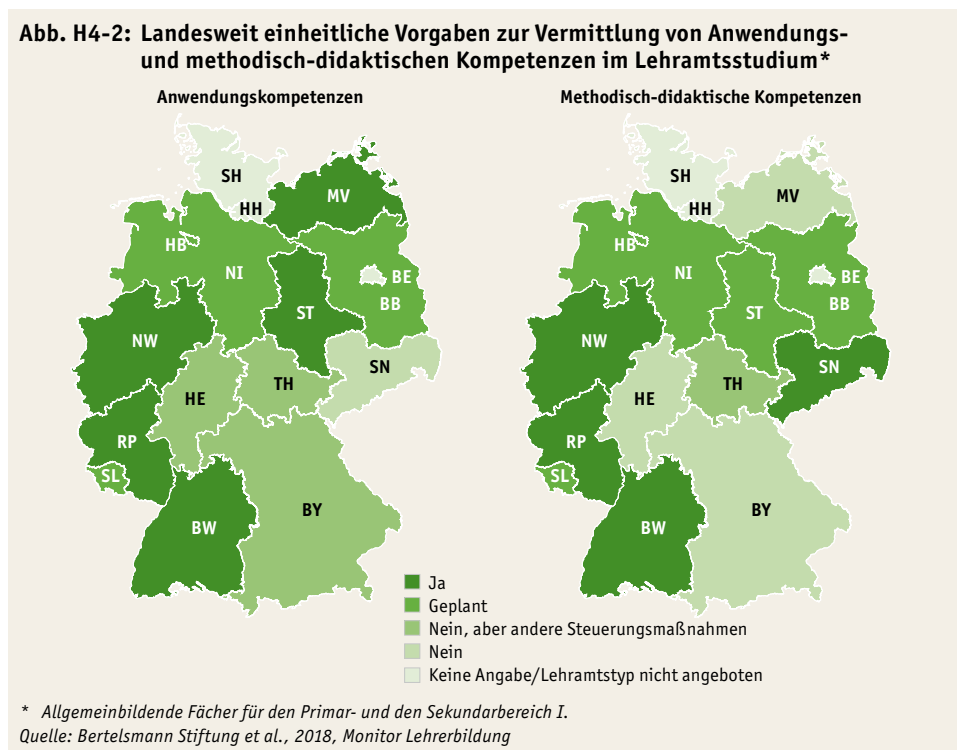 Abb. H4-2: Landesweit einheitliche Vorgaben zur Vermittlung von Anwendungs-
und methodisch-didaktischen Kompetenzen im Lehramtsstudium*
Anwendungskompetenzen
SH
HH
MV
HB
NI
BE
BB
ST
NW
SN
TH
HE
RP
SL
BY
BW
Methodisch-didaktische Kompetenzen
SH
HH
MV
HB
NI
BE
BB
ST
NW
SN
TH
HE
RP
SL
BY
BW
Ja
Geplant
Nein, aber andere Steuerungsmaßnahmen
Nein
Keine Angabe/Lehramtstyp nicht angeboten
* Allgemeinbildende Fächer für den Primar- und den Sekundarbereich I.
Quelle: Bertelsmann Stiftung et al., 2018, Monitor Lehrerbildung